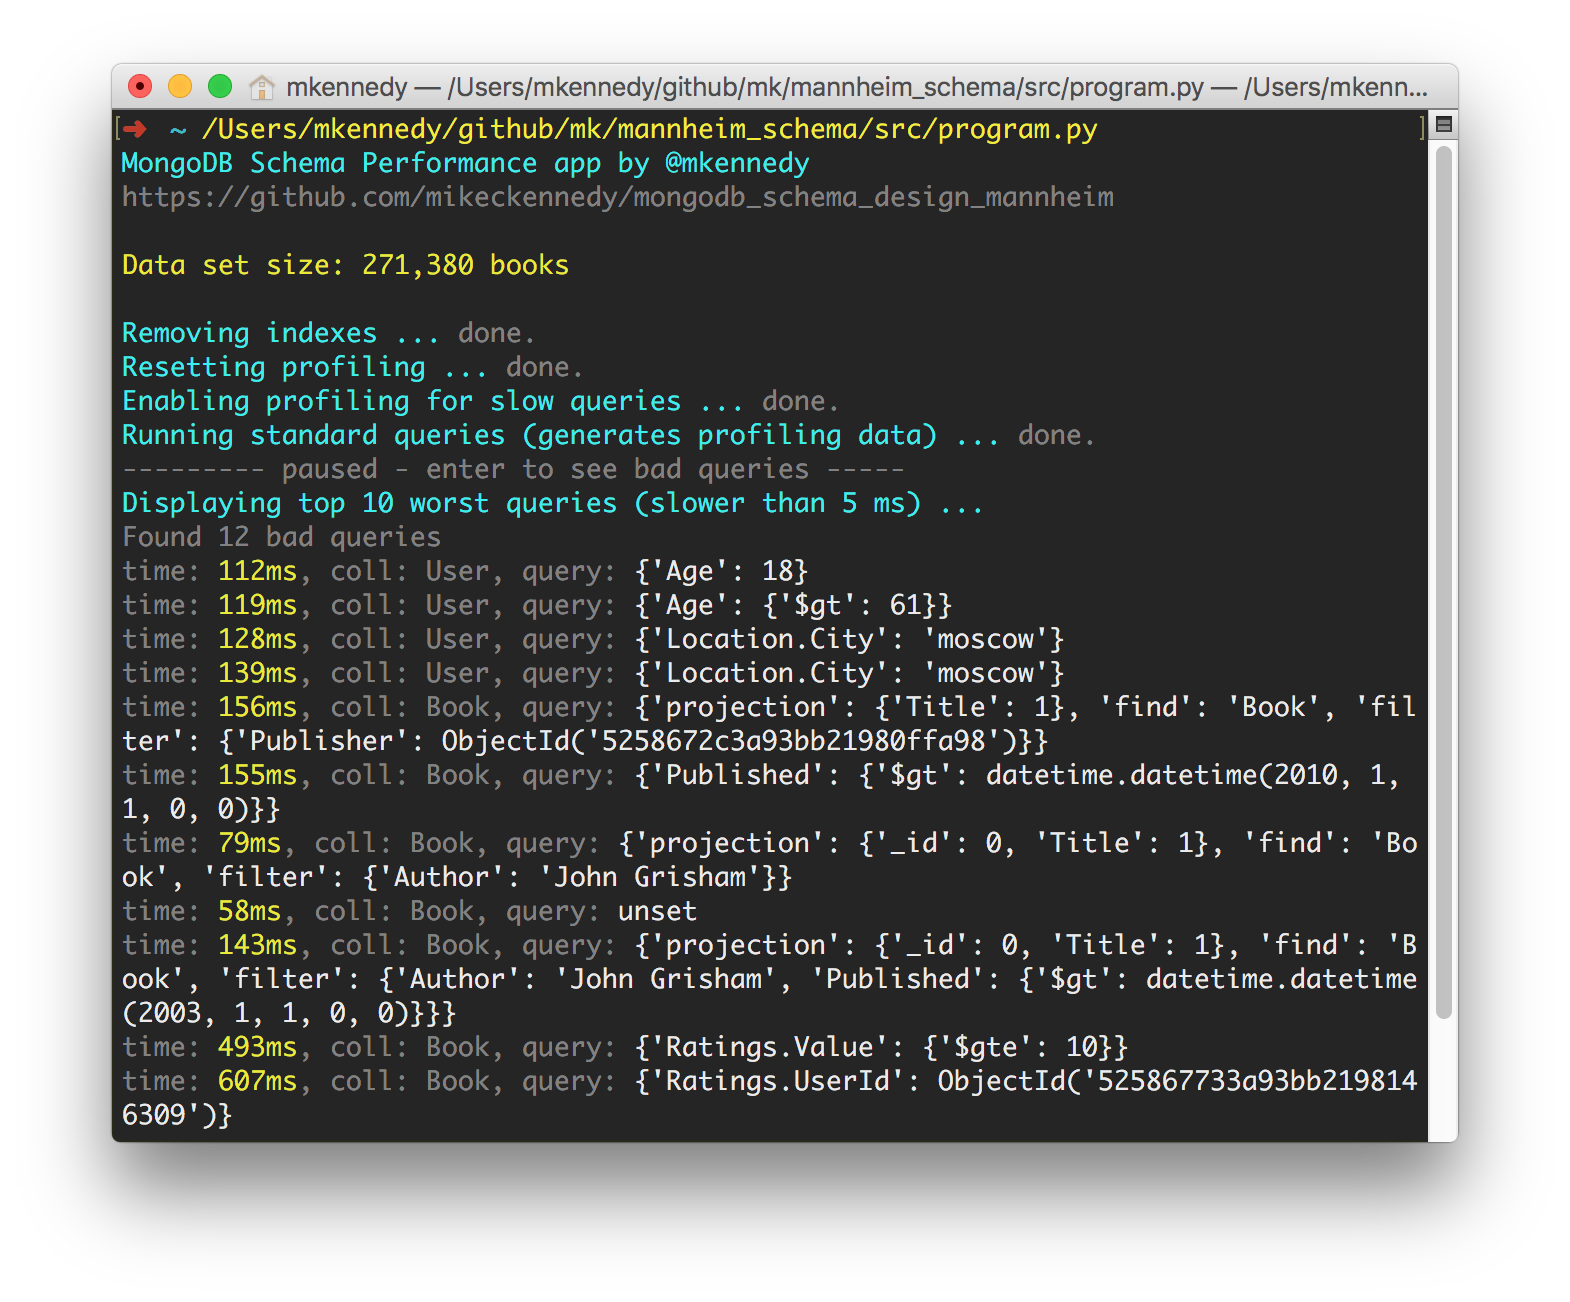 mkennedy — /Users/mkennedy/github/mk/mannheim_schema/src/program.py — /Users/mkenn...
[➜  ~ /Users/mkennedy/github/mk/mannheim_schema/src/program.py ]
MongoDB Schema Performance app by @mkennedy
https://github.com/mikeckennedy/mongodb_schema_design_mannheim
Data set size: 271,380 books
Removing indexes ... done.
Resetting profiling ... done.
Enabling profiling for slow queries ... done.
Running standard queries (generates profiling data) ... done.
--------- paused - enter to see bad queries -----
Displaying top 10 worst queries (slower than 5 ms) ...
Found 12 bad queries
time: 112ms, coll: User, query: {'Age': 18}
time: 119ms, coll: User, query: {'Age': {'$gt': 61}}
time: 128ms, coll: User, query: {'Location.City': 'moscow'}
time: 139ms, coll: User, query: {'Location.City': 'moscow'}
time: 156ms, coll: Book, query: {'projection': {'Title': 1}, 'find': 'Book', 'fil
ter': {'Publisher': ObjectId('5258672c3a93bb21980ffa98')}}
time: 155ms, coll: Book, query: {'Published': {'$gt': datetime.datetime(2010, 1,
1, 0, 0)}}
time: 79ms, coll: Book, query: {'projection': {'_id': 0, 'Title': 1}, 'find': 'Bo
ok', 'filter': {'Author': 'John Grisham'}}
time: 58ms, coll: Book, query: unset
time: 143ms, coll: Book, query: {'projection': {'_id': 0, 'Title': 1}, 'find': 'B
ook', 'filter': {'Author': 'John Grisham', 'Published': {'$gt': datetime.datetime
(2003, 1, 1, 0, 0)}}}
time: 493ms, coll: Book, query: {'Ratings.Value': {'$gte': 10}}
time: 607ms, coll: Book, query: {'Ratings.UserId': ObjectId('525867733a93bb219814
6309')}